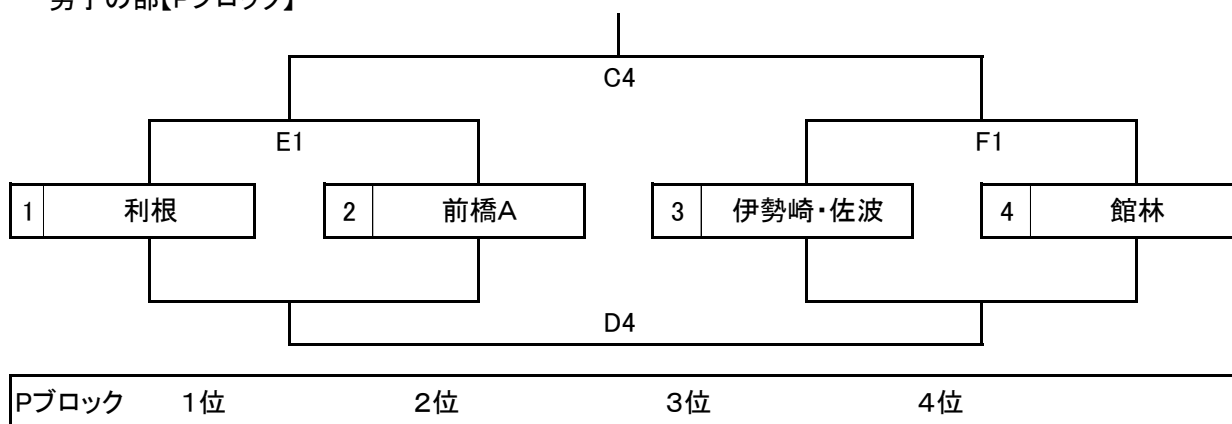 男子の部【Pブロック】
C4
E1 F1
1 利根 2 前橋A 3 伊勢崎・佐波 4 館林
D4
Pブロック 1位 2位 3位 4位